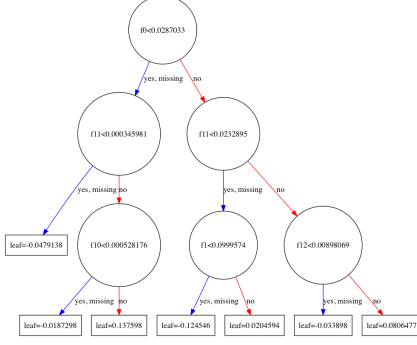 f0<0.0287033
yes, missing
no
f11<0.000345981
f11<0.0232895
yes, missing
no
yes, missing
no
leaf=-0.0479138
f10<0.000528176
f1<0.0999574
f12<0.00898069
yes, missing
no
yes, missing
no
yes, missing
no
leaf=-0.0187298
leaf=0.137598
leaf=-0.124546
leaf=0.0204594
leaf=-0.033898
leaf=0.0806477